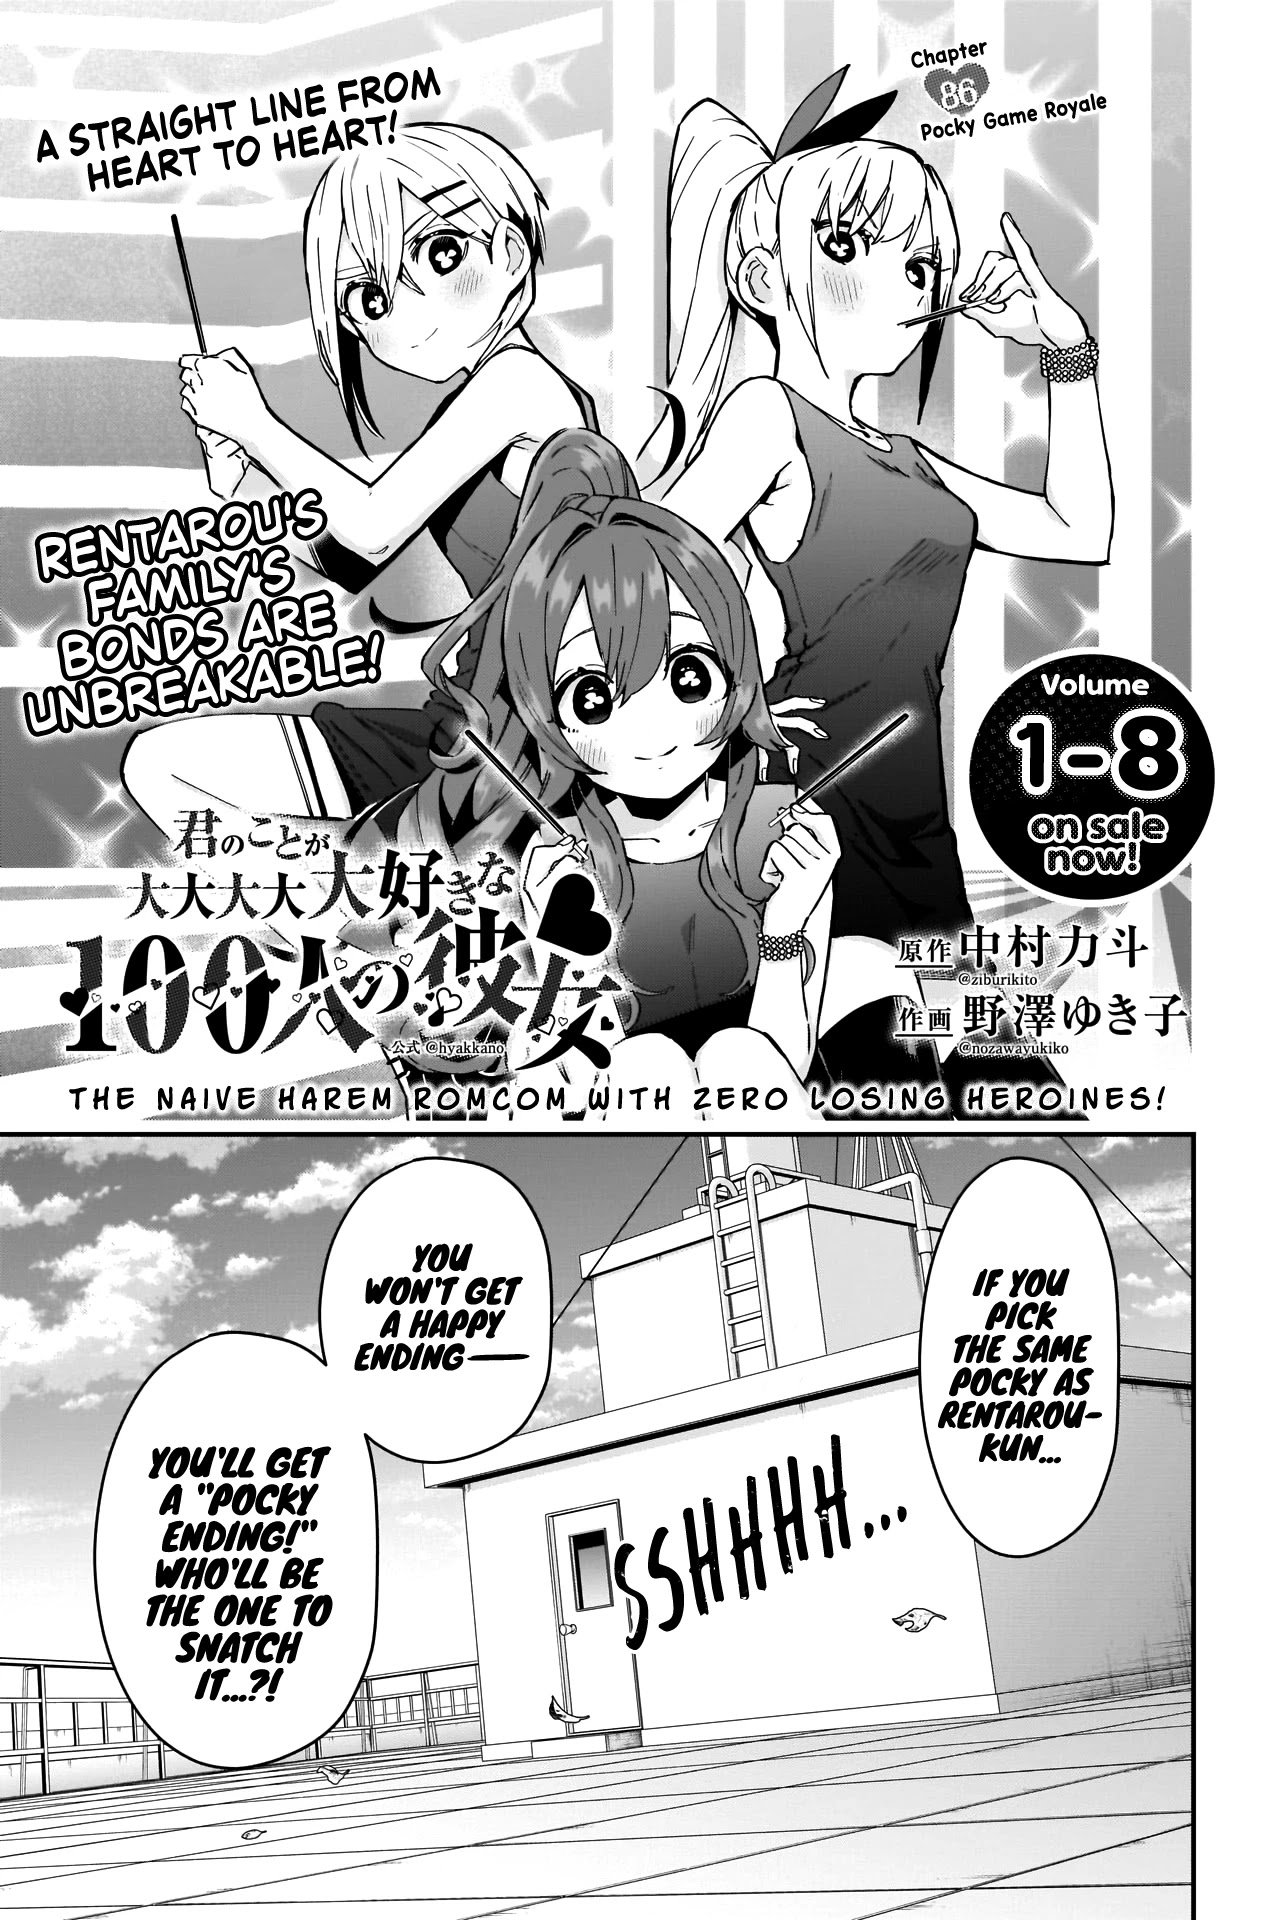 Chapter
86
Pocky Game Royale
A STRAIGHT LINE FROM
HEART TO HEART!
RENTAROU'S
FAMILY'S
BONDS ARE
UNBREAKABLE!
Volume
1-8
on sale
now!
君のことが
大大大大大好きな
100人の彼女
公式 @hyakkano
原作 中村力斗
@ziburikito
作画 野澤ゆき子
@nozawayukiko
THE NAIVE HAREM ROMCOM WITH ZERO LOSING HEROINES!
IF YOU
PICK
THE SAME
POCKY AS
RENTAROU-
KUN...
YOU
WON'T GET
A HAPPY
ENDING——
YOU'LL GET
A "POCKY
ENDING!"
WHO'LL BE
THE ONE TO
SNATCH
IT...?!
SSHHHH...